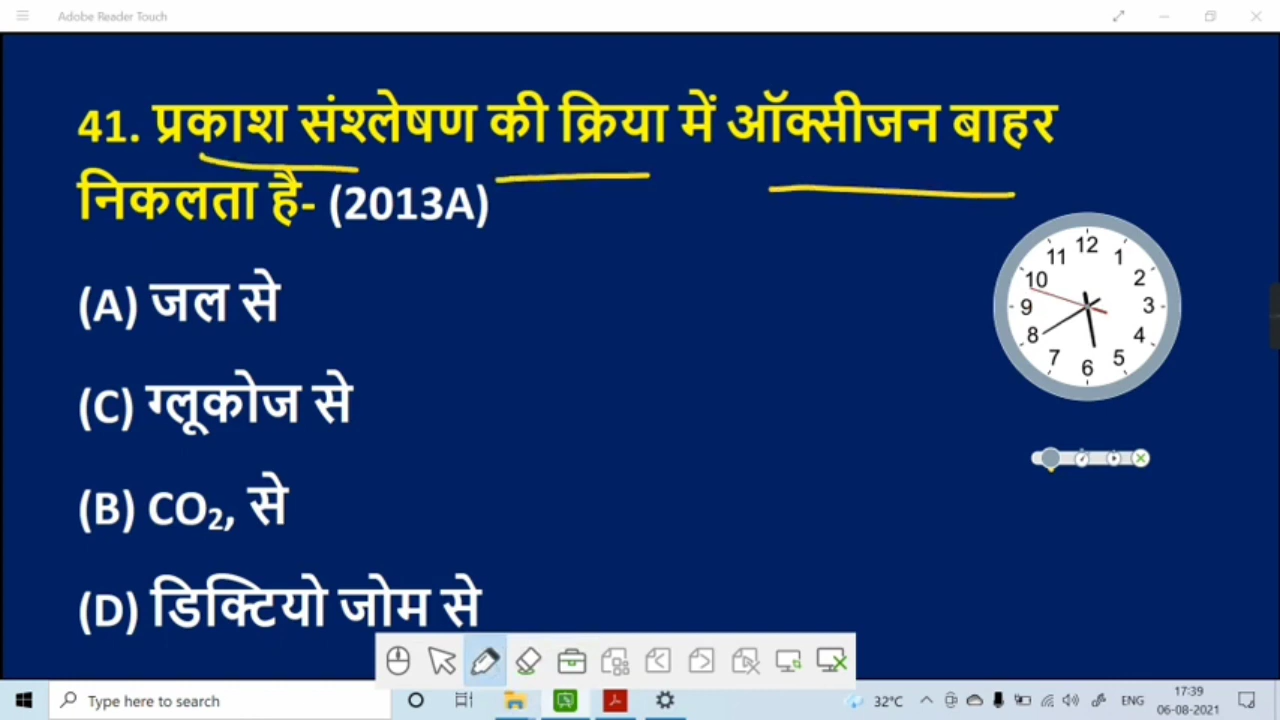 Adobe Reader Touch
41. प्रकाश संश्लेषण की क्रिया में ऑक्सीजन बाहर
निकलता है- (2013A)
(A) जल से
(C) ग्लूकोज से
(B) CO₂, से
(D) डिक्टियो जोम से
12
11 1
10 2
9 3
8 4
7 5
6
Type here to search
32°C
ENG
17:39
06-08-2021